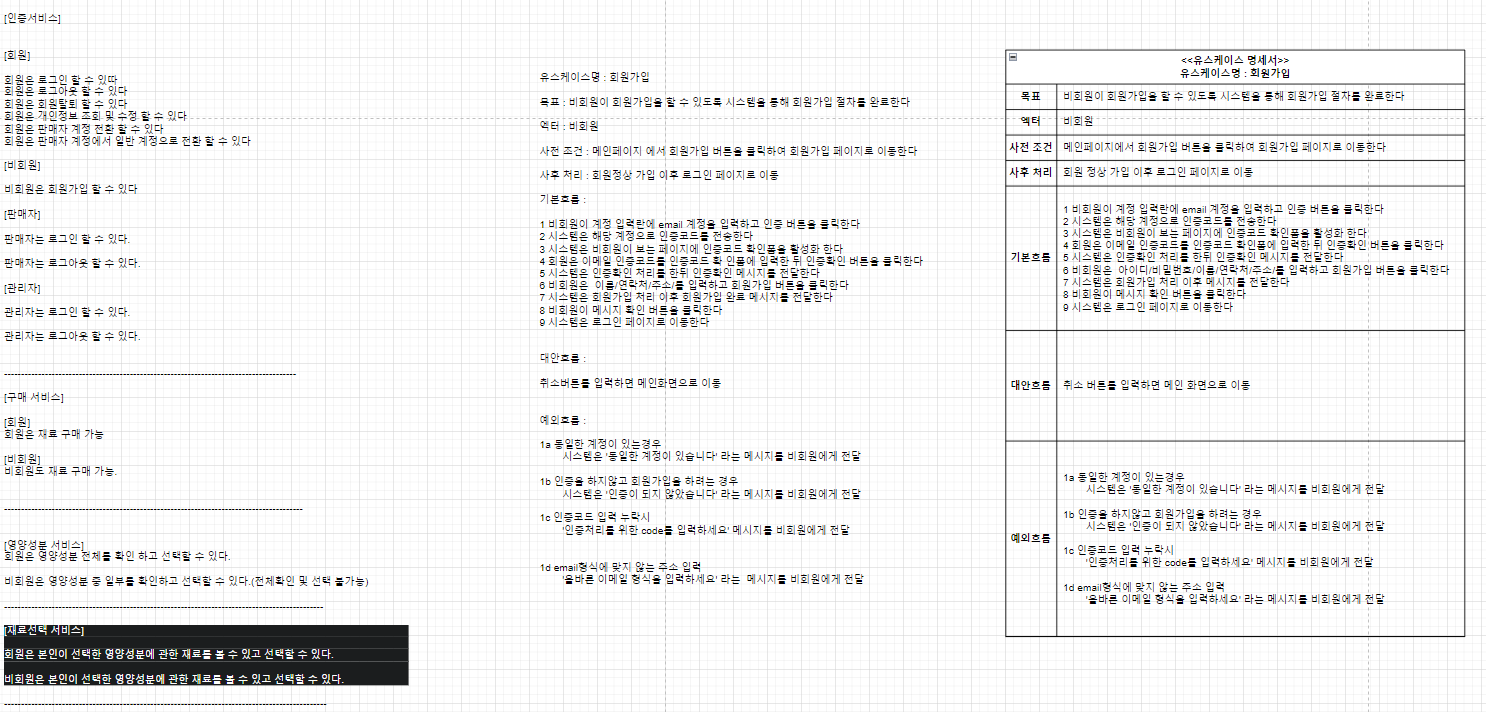 [인증서비스]
[회원]
회원은 로그인 할 수 있따
회원은 로그아웃 할 수 있다
회원은 회원탈퇴 할 수 있다
회원은 개인정보 조회 및 수정 할 수 있다
회원은 판매자 계정 전환 할 수 있다
회원은 판매자 계정에서 일반 계정으로 전환 할 수 있다
[비회원]
비회원은 회원가입 할 수 있다
[판매자]
판매자는 로그인 할 수 있다.
판매자는 로그아웃 할 수 있다.
[관리자]
관리자는 로그인 할 수 있다.
관리자는 로그아웃 할 수 있다.
----------------------------------------------------------------------------------------
[구매 서비스]
[회원]
회원은 재료 구매 가능
[비회원]
비회원도 재료 구매 가능.
------------------------------------------------------------------------------------------
[영양성분 서비스]
회원은 영양성분 전체를 확인 하고 선택할 수 있다.
비회원은 영양성분 중 일부를 확인하고 선택할 수 있다.(전체확인 및 선택 불가능)
------------------------------------------------------------------------------------------------
[재료선택 서비스]
회원은 본인이 선택한 영양성분에 관한 재료를 볼 수 있고 선택할 수 있다.
비회원은 본인이 선택한 영양성분에 관한 재료를 볼 수 있고 선택할 수 있다.
-------------------------------------------------------------------------------------------------
유스케이스명 : 회원가입
목표 : 비회원이 회원가입을 할 수 있도록 시스템을 통해 회원가입 절차를 완료한다
액터 : 비회원
사전 조건 : 메인페이지 에서 회원가입 버튼을 클릭하여 회원가입 페이지로 이동한다
사후 처리 : 회원정상 가입 이후 로그인 페이지로 이동
기본흐름 :
1 비회원이 계정 입력란에 email 계정을 입력하고 인증 버튼을 클릭한다
2 시스템은 해당 계정으로 인증코드를 전송한다
3 시스템은 비회원이 보는 페이지에 인증코드 확인폼을 활성화 한다
4 회원은 이메일 인증코드를 인증코드 확 인폼에 입력한 뒤 인증확인 버튼을 클릭한다
5 시스템은 인증확인 처리를 한뒤 인증확인 메시지를 전달한다
6 비회원은 이름/연락처/주소/를 입력하고 회원가입 버튼을 클릭한다
7 시스템은 회원가입 처리 이후 회원가입 완료 메시지를 전달한다
8 비회원이 메시지 확인 버튼을 클릭한다
9 시스템은 로그인 페이지로 이동한다
대안흐름 :
취소버튼을 입력하면 메인화면으로 이동
예외흐름 :
1a 동일한 계정이 있는경우
시스템은 '동일한 계정이 있습니다' 라는 메시지를 비회원에게 전달
1b 인증을 하지않고 회원가입을 하려는 경우
시스템은 '인증이 되지 않았습니다' 라는 메시지를 비회원에게 전달
1c 인증코드 입력 누락시
'인증처리를 위한 code를 입력하세요' 메시지를 비회원에게 전달
1d email형식에 맞지 않는 주소 입력
'올바른 이메일 형식을 입력하세요' 라는 메시지를 비회원에게 전달
<<유스케이스 명세서>>
유스케이스명 : 회원가입
목표 비회원이 회원가입을 할 수 있도록 시스템을 통해 회원가입 절차를 완료한다
엑터 비회원
사전 조건 메인페이지에서 회원가입 버튼을 클릭하여 회원가입 페이지로 이동한다
사후 처리 회원 정상 가입 이후 로그인 페이지로 이동
기본흐름
1 비회원이 계정 입력란에 email 계정을 입력하고 인증 버튼을 클릭한다
2 시스템은 해당 계정으로 인증코드를 전송한다
3 시스템은 비회원이 보는 페이지에 인증코드 확인폼을 활성화 한다
4 회원은 이메일 인증코드를 인증코드 확인폼에 입력한 뒤 인증확인 버튼을 클릭한다
5 시스템은 인증확인 처리를 한뒤 인증확인 메시지를 전달한다
6 비회원은 아이디/비밀번호/이름/연락처/주소/를 입력하고 회원가입 버튼을 클릭한다
7 시스템은 회원가입 처리 이후 메시지를 전달한다
8 비회원이 메시지 확인 버튼을 클릭한다
9 시스템은 로그인 페이지로 이동한다
대안흐름 취소 버튼를 입력하면 메인 화면으로 이동
예외흐름
1a 동일한 계정이 있는경우
시스템은 '동일한 계정이 있습니다' 라는 메시지를 비회원에게 전달
1b 인증을 하지않고 회원가입을 하려는 경우
시스템은 '인증이 되지 않았습니다' 라는 메시지를 비회원에게 전달
1c 인증코드 입력 누락시
'인증처리를 위한 code를 입력하세요' 메시지를 비회원에게 전달
1d email형식에 맞지 않는 주소 입력
'올바른 이메일 형식을 입력하세요' 라는 메시지를 비회원에게 전달